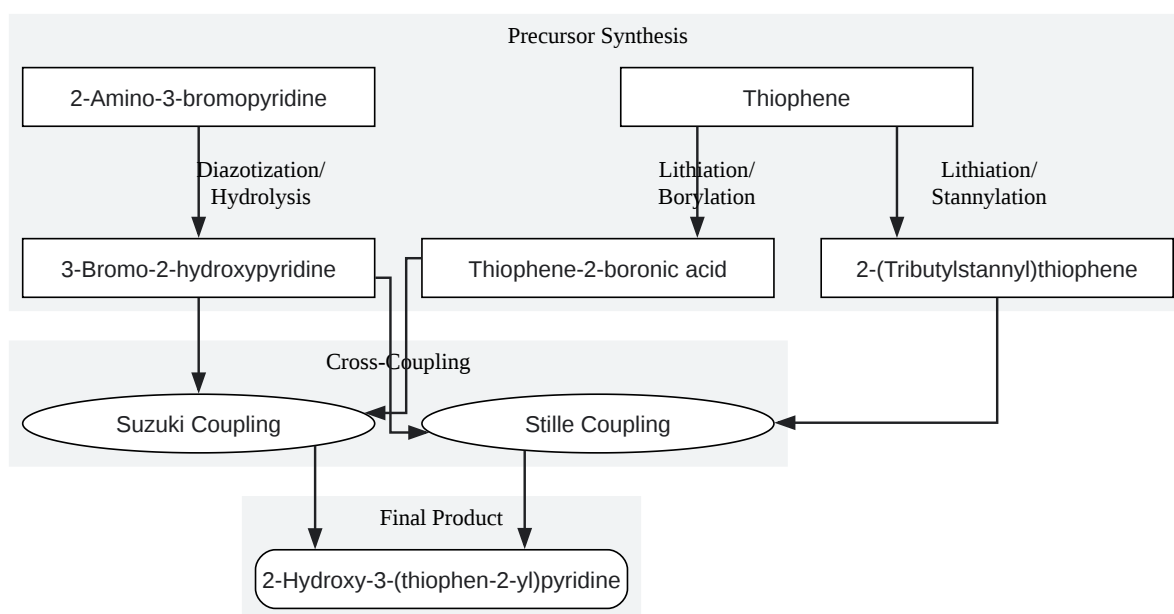 Precursor Synthesis
2-Amino-3-bromopyridine
Thiophene
Diazotization/
Hydrolysis
Lithiation/
Borylation
Lithiation/
Stannylation
3-Bromo-2-hydroxypyridine
Thiophene-2-boronic acid
2-(Tributylstannyl)thiophene
Cross-Coupling
Suzuki Coupling
Stille Coupling
Final Product
2-Hydroxy-3-(thiophen-2-yl)pyridine